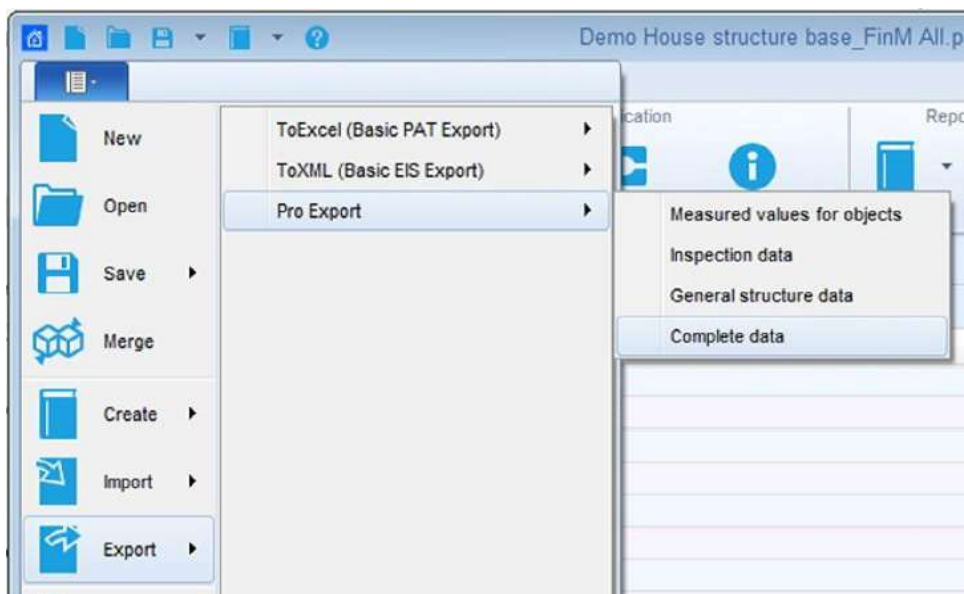 Demo House structure base_FinM All.p
New
Open
Save
Merge
Create
Import
Export
ToExcel (Basic PAT Export)
ToXML (Basic EIS Export)
Pro Export
Measured values for objects
Inspection data
General structure data
Complete data
ication
Repo